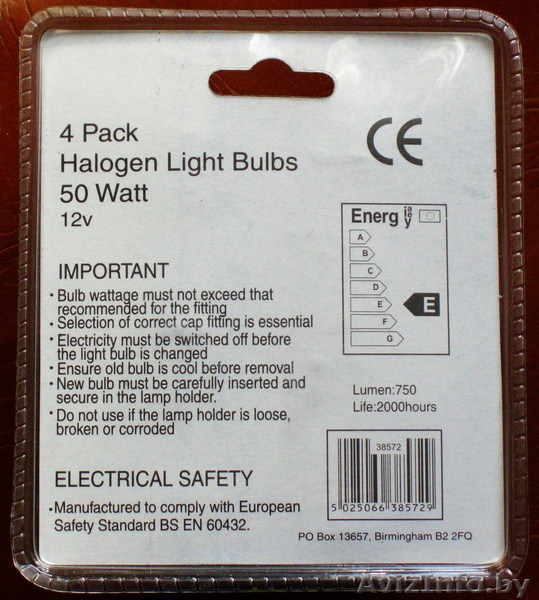 4 Pack
Halogen Light Bulbs
50 Watt
12v
CE
Energ ia ie y
A
B
C
D
E
F
G
E
IMPORTANT
• Bulb wattage must not exceed that
recommended for the fitting
• Selection of correct cap fitting is essential
• Electricity must be switched off before
the light bulb is changed
• Ensure old bulb is cool before removal
• New bulb must be carefully inserted and
secure in the lamp holder.
• Do not use if the lamp holder is loose,
broken or corroded
Lumen:750
Life:2000hours
ELECTRICAL SAFETY
•Manufactured to comply with European
Safety Standard BS EN 60432.
38572
5 025066 385729
PO Box 13657, Birmingham B2 2FQ
AvizInfo.by